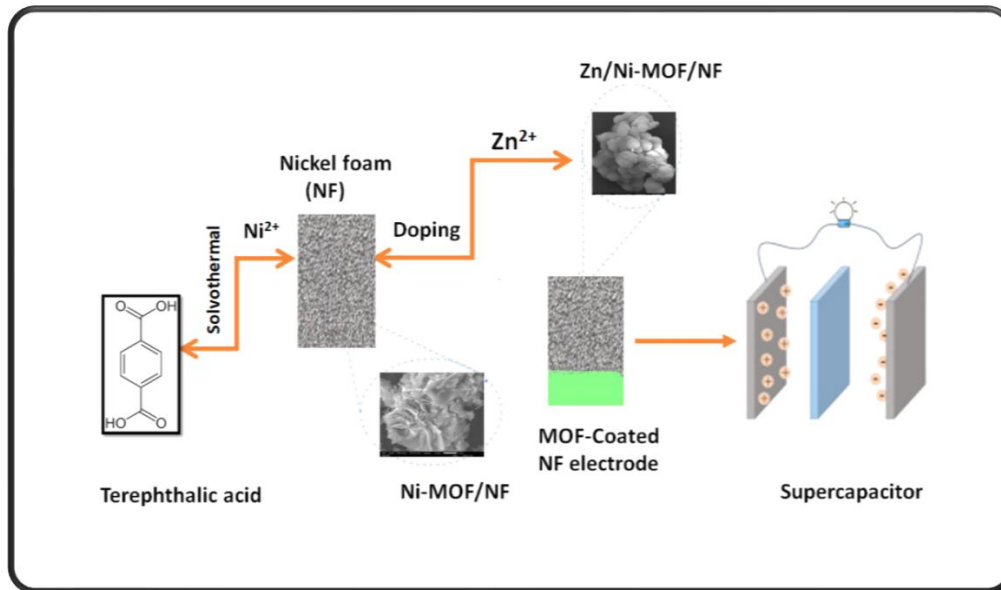 Zn/Ni-MOF/NF
Zn²⁺
Nickel foam
(NF)
Ni²⁺
Doping
Solvothermal
O
OH
HO
O
MOF-Coated
NF electrode
Terephthalic acid
Ni-MOF/NF
Supercapacitor